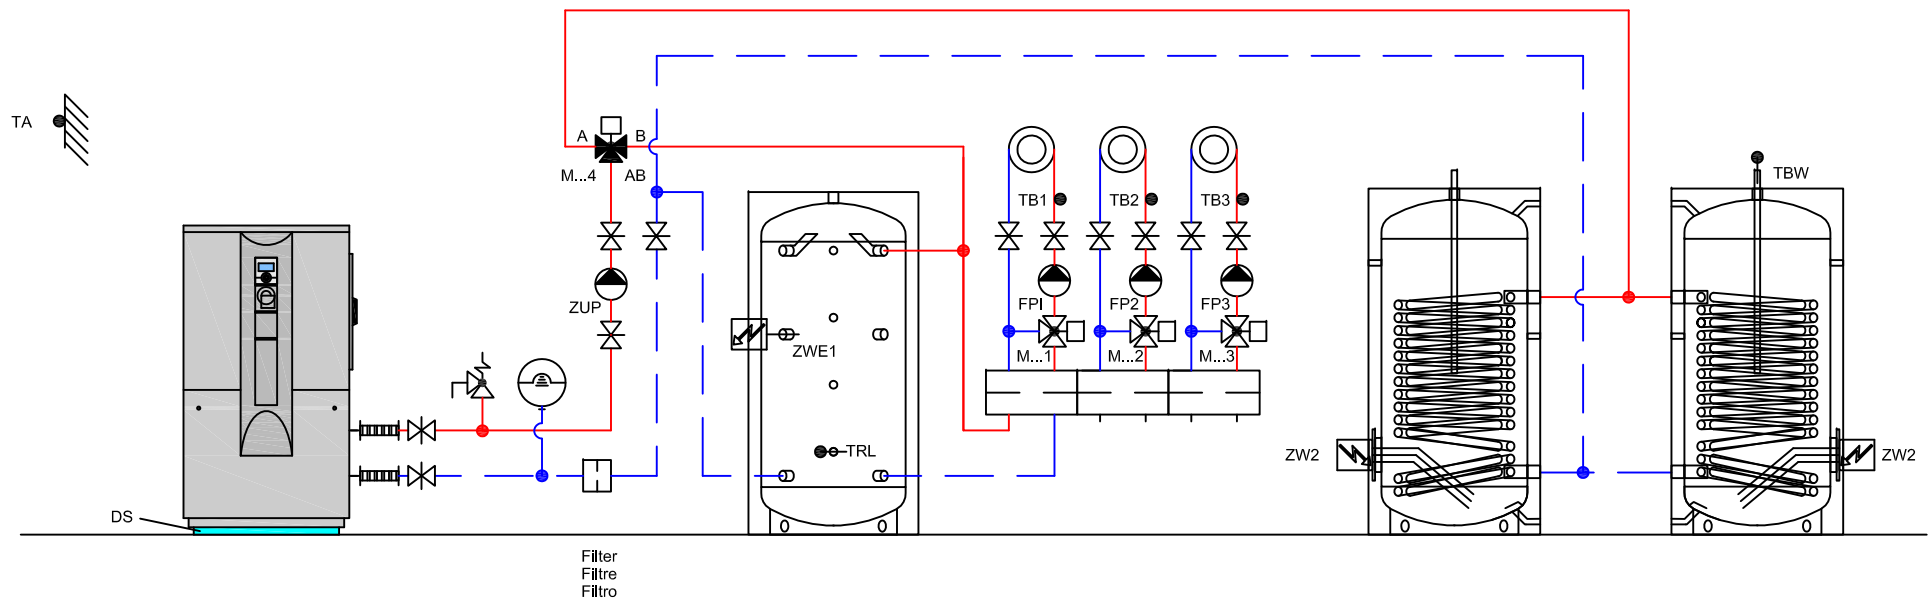 TA
A
B
M...4
AB
TB1
TB2
TB3
TBW
ZUP
FPI
FP2
FP3
ZWE1
M...1
M...2
M...3
TRL
ZW2
ZW2
DS
Filter
Filtre
Filtro